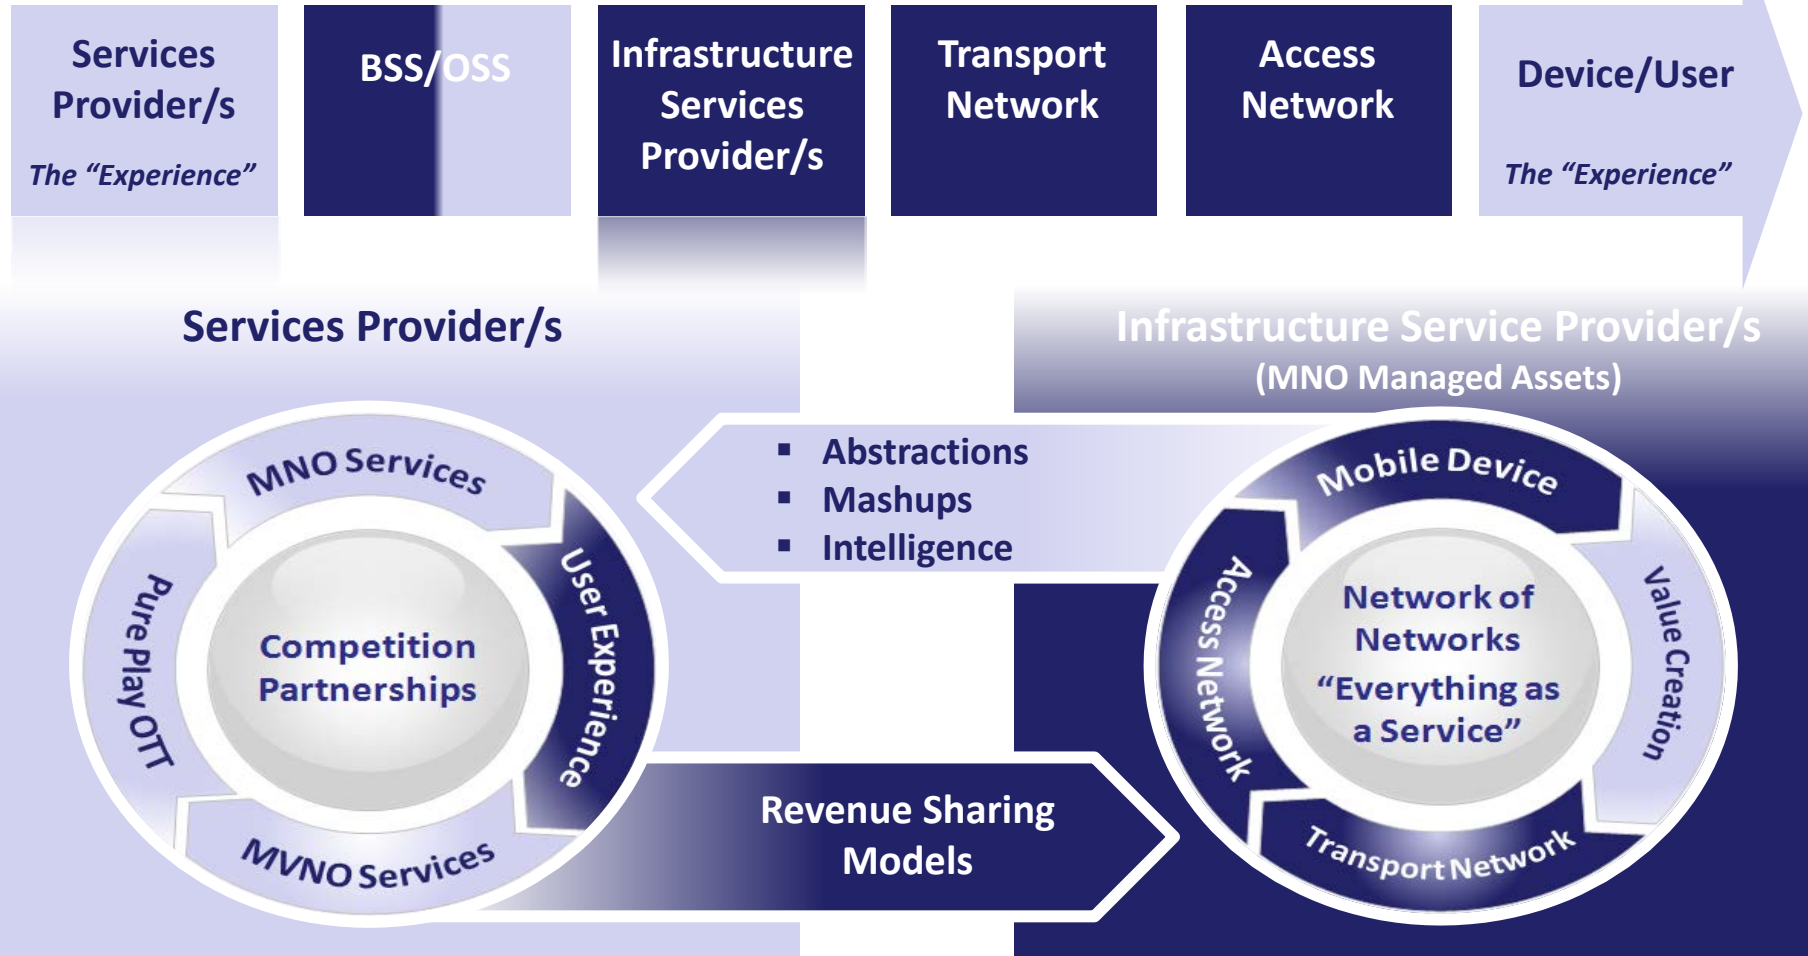 Services
Provider/s
The “Experience”
BSS/OSS
Infrastructure
Services
Provider/s
Transport
Network
Access
Network
Device/User
The “Experience”
Services Provider/s
Infrastructure Service Provider/s
(MNO Managed Assets)
MNO Services
User Experience
MVNO Services
Pure Play OTT
Competition
Partnerships
▪ Abstractions
▪ Mashups
▪ Intelligence
Revenue Sharing
Models
Mobile Device
Value Creation
Transport Network
Access Network
Network of
Networks
“Everything as
a Service”